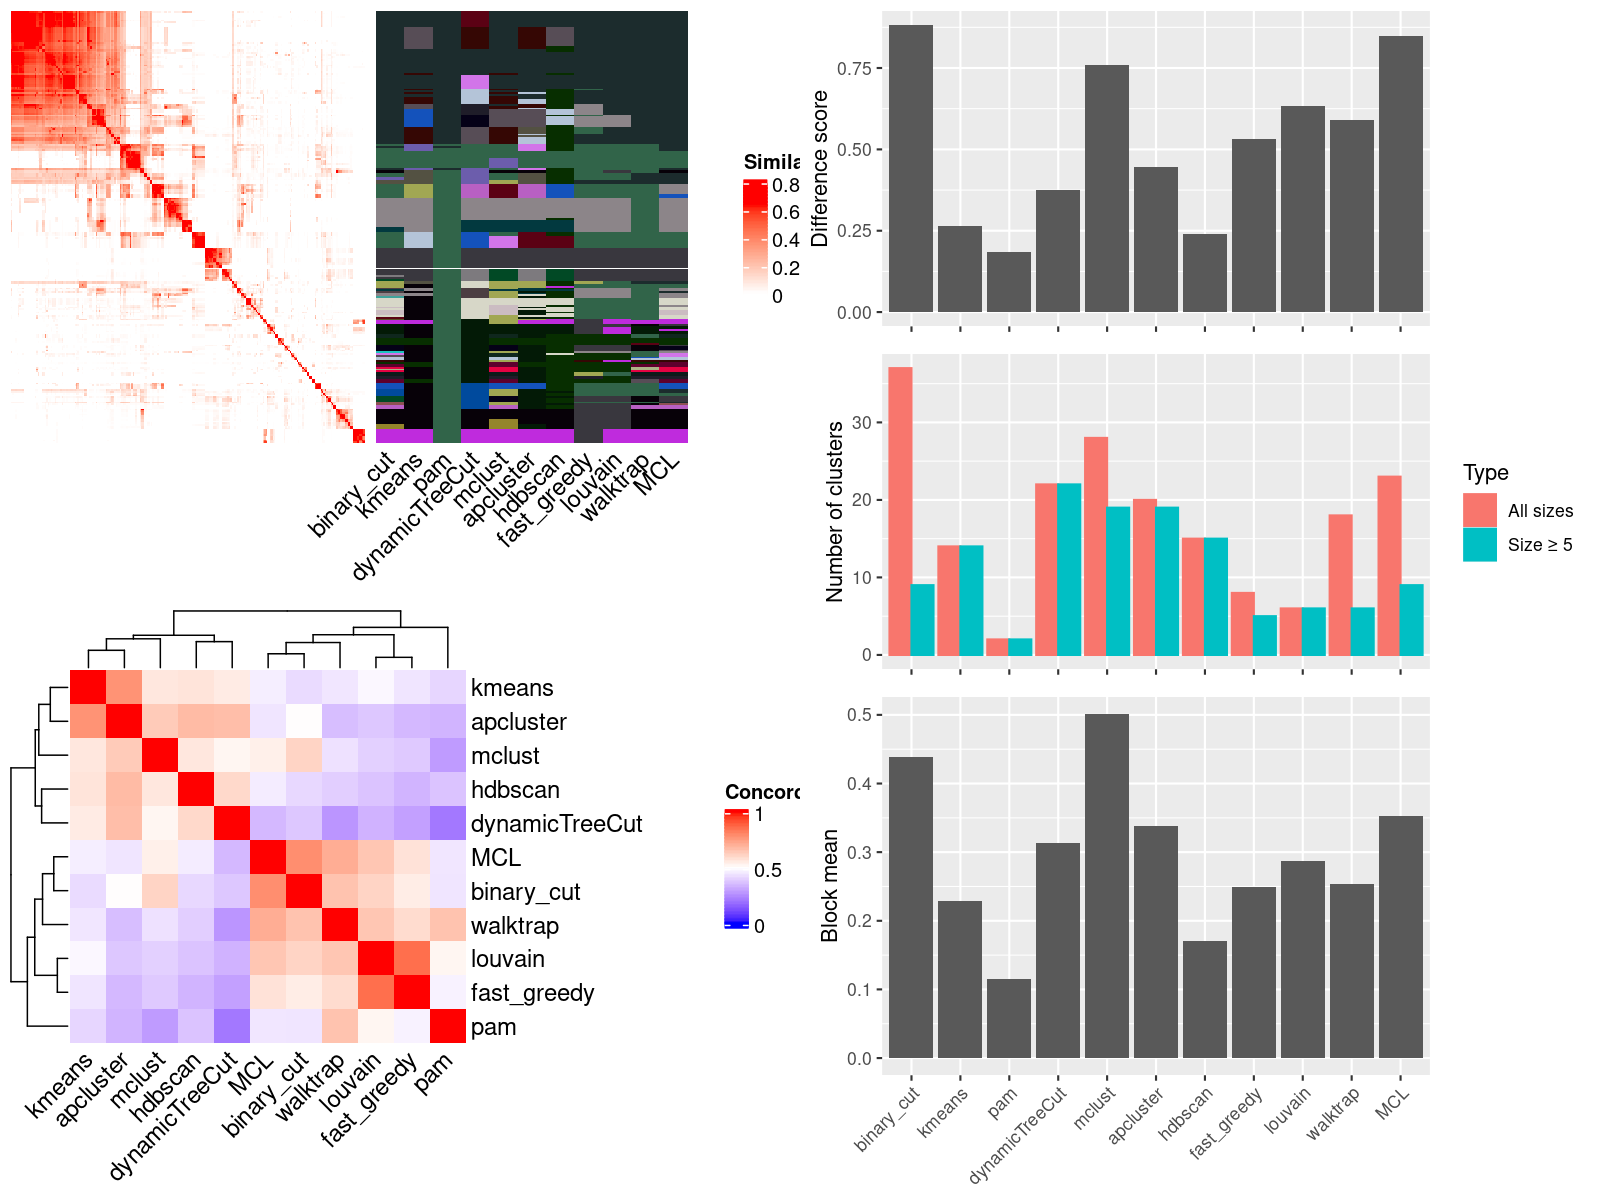 Simila
0.8
0.6
0.4
0.2
0
binary_cut
kmeans
pam
dynamicTreeCut
mclust
apcluster
hdbscan
fast_greedy
louvain
walktrap
MCL
Difference score
0.75
0.50
0.25
0.00
Number of clusters
30
20
10
0
Type
All sizes
Size ≥ 5
kmeans
apcluster
mclust
hdbscan
dynamicTreeCut
MCL
binary_cut
walktrap
louvain
fast_greedy
pam
kmeans
apcluster
mclust
hdbscan
dynamicTreeCut
MCL
binary_cut
walktrap
louvain
fast_greedy
pam
Concord
1
0.5
0
Block mean
0.5
0.4
0.3
0.2
0.1
0.0
binary_cut
kmeans
pam
dynamicTreeCut
mclust
apcluster
hdbscan
fast_greedy
louvain
walktrap
MCL